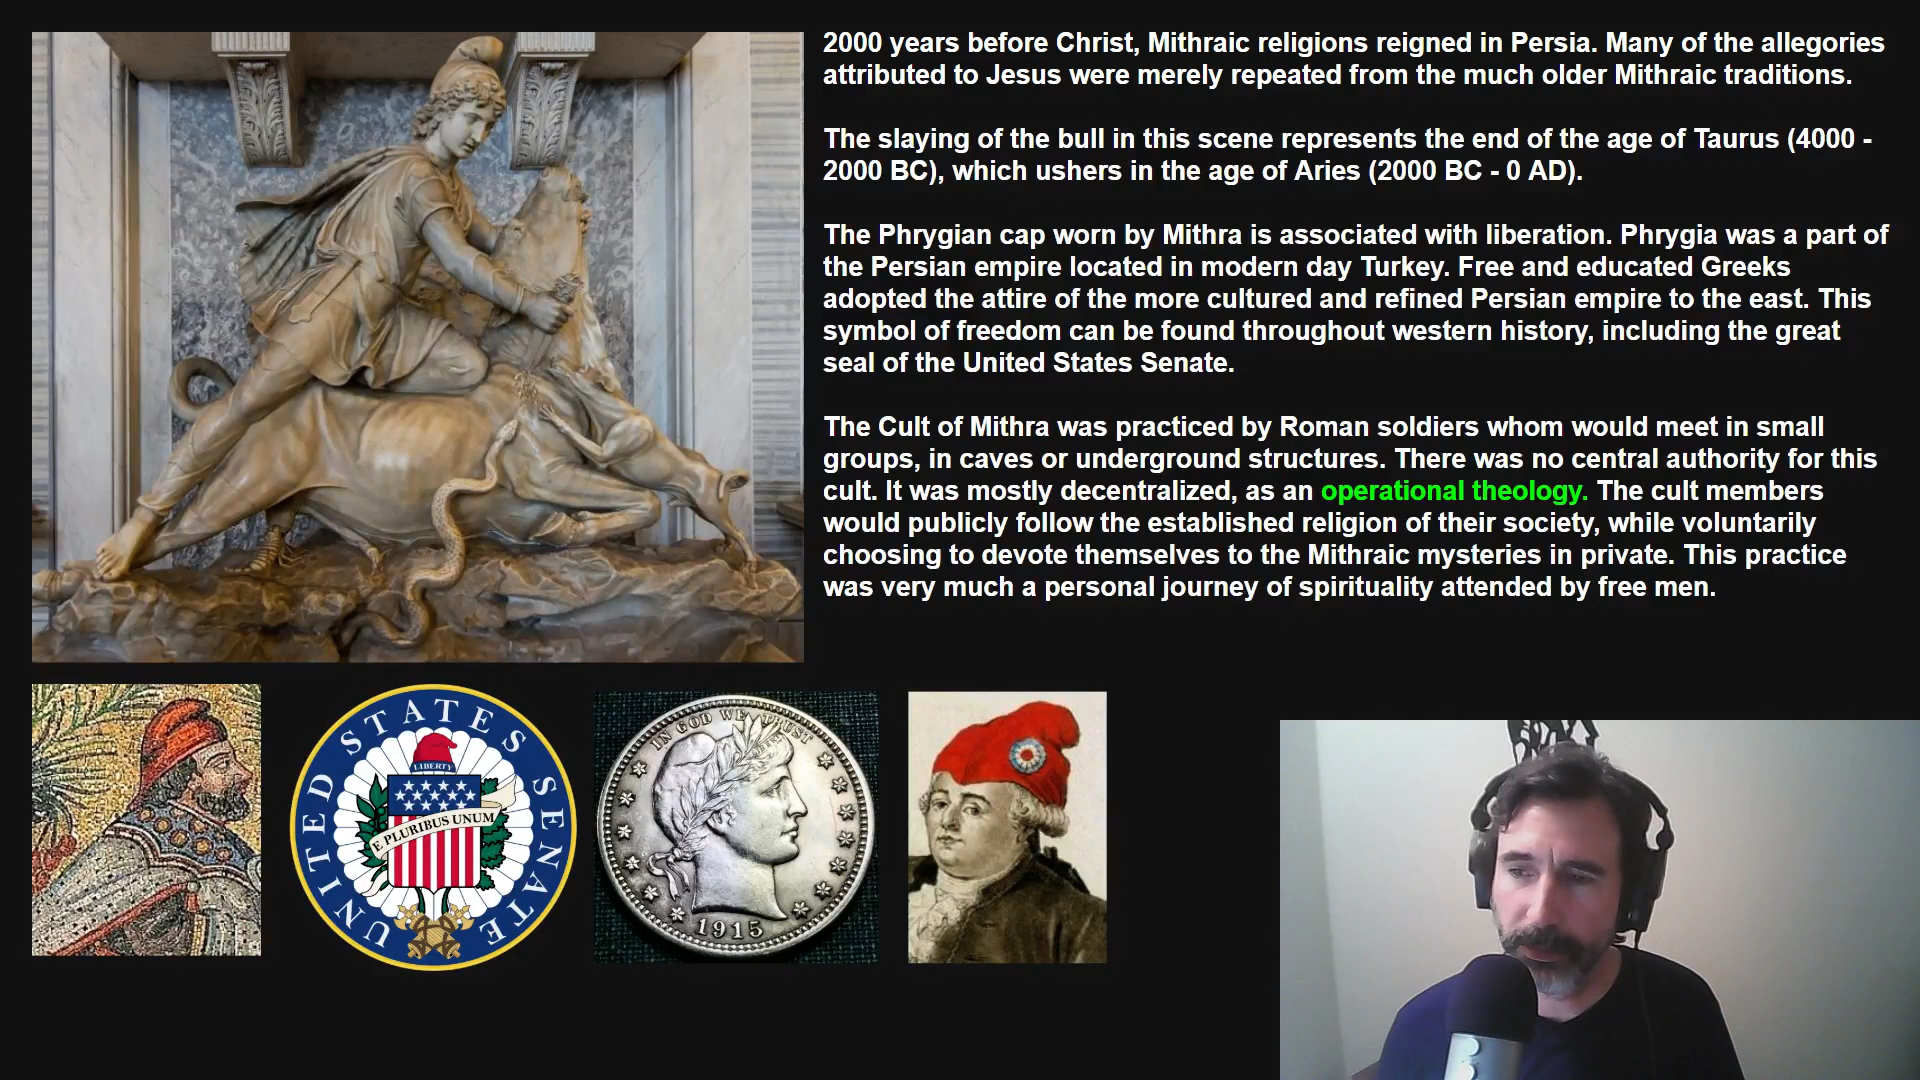 2000 years before Christ, Mithraic religions reigned in Persia. Many of the allegories
attributed to Jesus were merely repeated from the much older Mithraic traditions.
The slaying of the bull in this scene represents the end of the age of Taurus (4000 -
2000 BC), which ushers in the age of Aries (2000 BC - 0 AD).
The Phrygian cap worn by Mithra is associated with liberation. Phrygia was a part of
the Persian empire located in modern day Turkey. Free and educated Greeks
adopted the attire of the more cultured and refined Persian empire to the east. This
symbol of freedom can be found throughout western history, including the great
seal of the United States Senate.
The Cult of Mithra was practiced by Roman soldiers whom would meet in small
groups, in caves or underground structures. There was no central authority for this
cult. It was mostly decentralized, as an operational theology. The cult members
would publicly follow the established religion of their society, while voluntarily
choosing to devote themselves to the Mithraic mysteries in private. This practice
was very much a personal journey of spirituality attended by free men.
UNITED STATES SENATE
LIBERTY
E PLURIBUS UNUM
IN GOD WE TRUST
1915